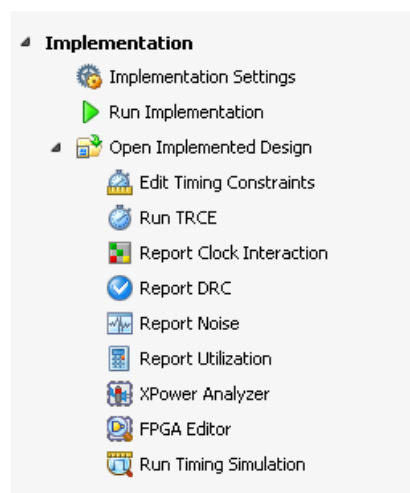 Implementation
Implementation Settings
Run Implementation
Open Implemented Design
Edit Timing Constraints
Run TRCE
Report Clock Interaction
Report DRC
Report Noise
Report Utilization
XPower Analyzer
FPGA Editor
Run Timing Simulation